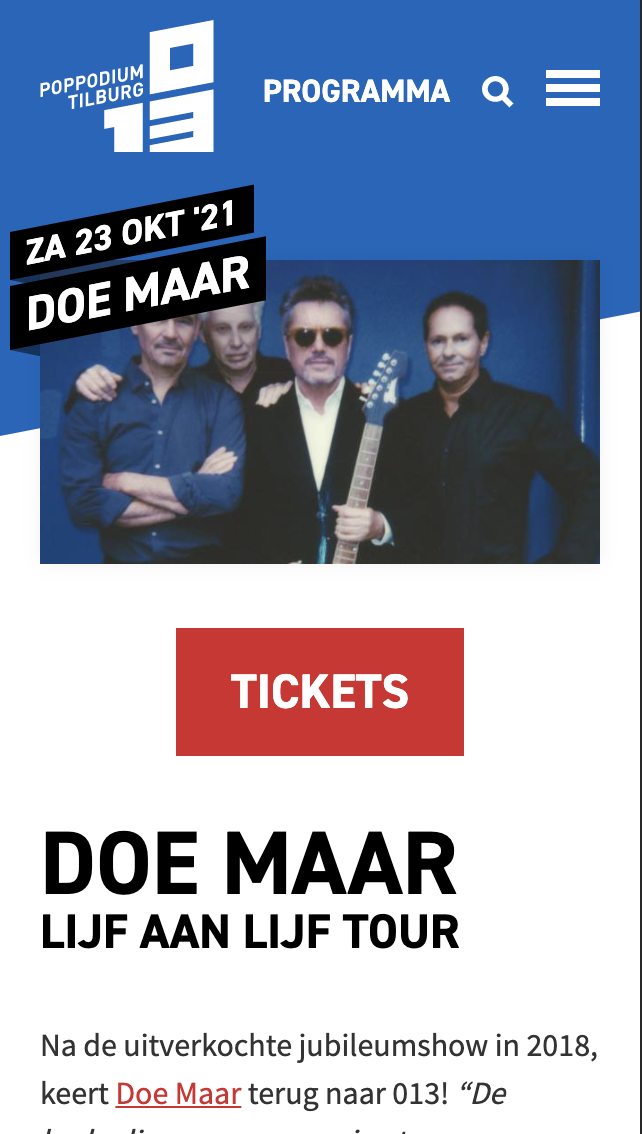 POPPODIUM
TILBURG
013
PROGRAMMA
ZA 23 OKT '21
DOE MAAR
TICKETS
DOE MAAR
LIJF AAN LIJF TOUR
Na de uitverkochte jubileumshow in 2018,
keert Doe Maar terug naar 013! “De